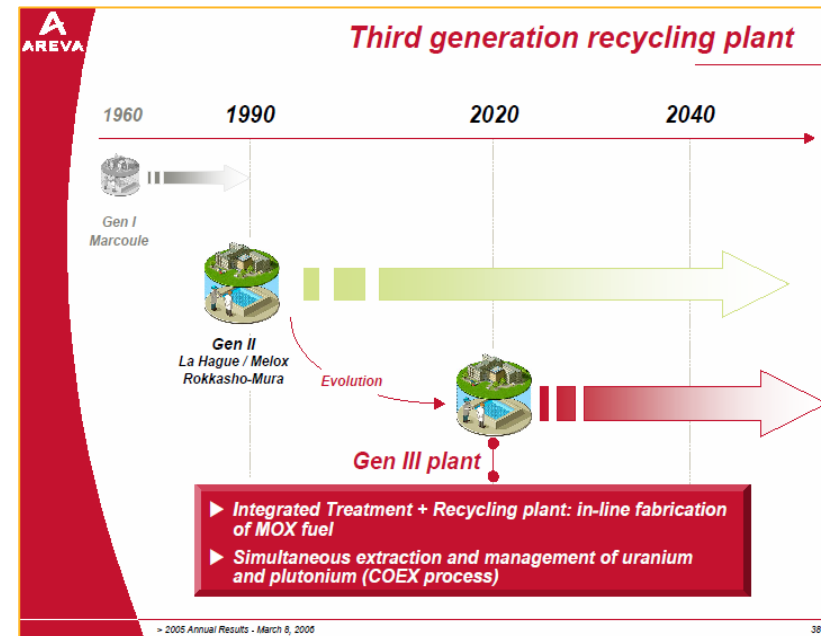 AREVA
Third generation recycling plant
1960 1990 2020 2040
Gen I
Marcoule
Gen II
La Hague / Melox
Rokkasho-Mura
Evolution
Gen III plant
Integrated Treatment + Recycling plant: in-line fabrication
of MOX fuel
Simultaneous extraction and management of uranium
and plutonium (COEX process)
> 2005 Annual Results - March 8, 2006 38